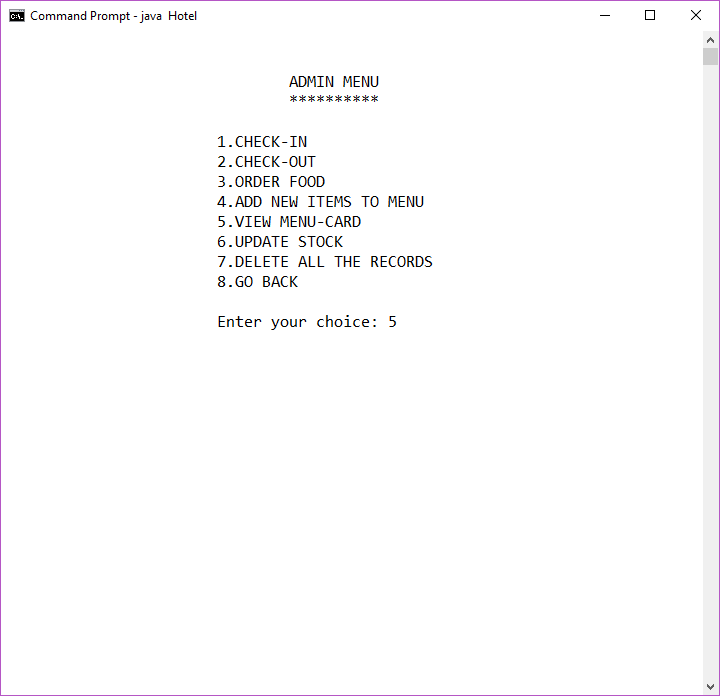 Command Prompt - java  Hotel
ADMIN MENU
**********
1.CHECK-IN
2.CHECK-OUT
3.ORDER FOOD
4.ADD NEW ITEMS TO MENU
5.VIEW MENU-CARD
6.UPDATE STOCK
7.DELETE ALL THE RECORDS
8.GO BACK
Enter your choice: 5